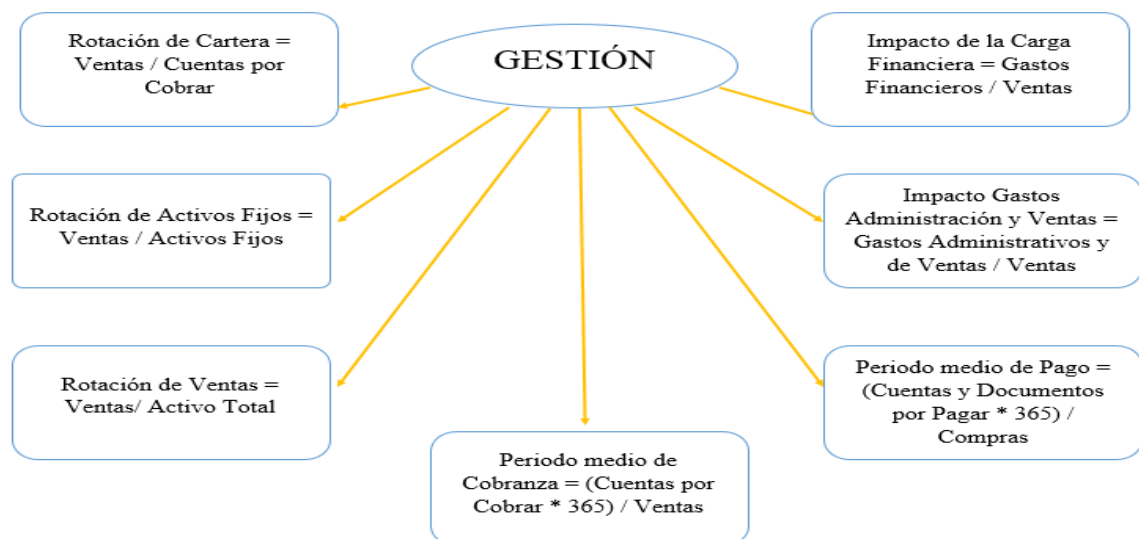 GESTIÓN
Rotación de Cartera =
Ventas / Cuentas por
Cobrar
Rotación de Activos Fijos =
Ventas / Activos Fijos
Rotación de Ventas =
Ventas/ Activo Total
Periodo medio de
Cobranza = (Cuentas por
Cobrar * 365) / Ventas
Impacto de la Carga
Financiera = Gastos
Financieros / Ventas
Impacto Gastos
Administración y Ventas =
Gastos Administrativos y
de Ventas / Ventas
Periodo medio de Pago =
(Cuentas y Documentos
por Pagar * 365) /
Compras